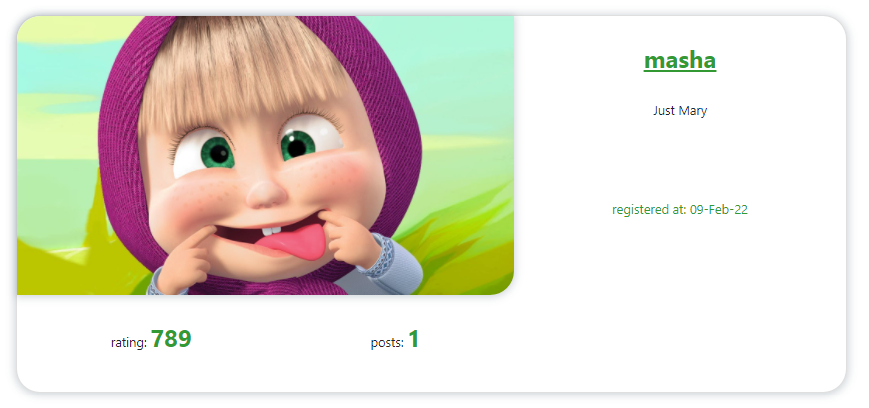 masha
Just Mary
registered at: 09-Feb-22
rating: 789
posts: 1